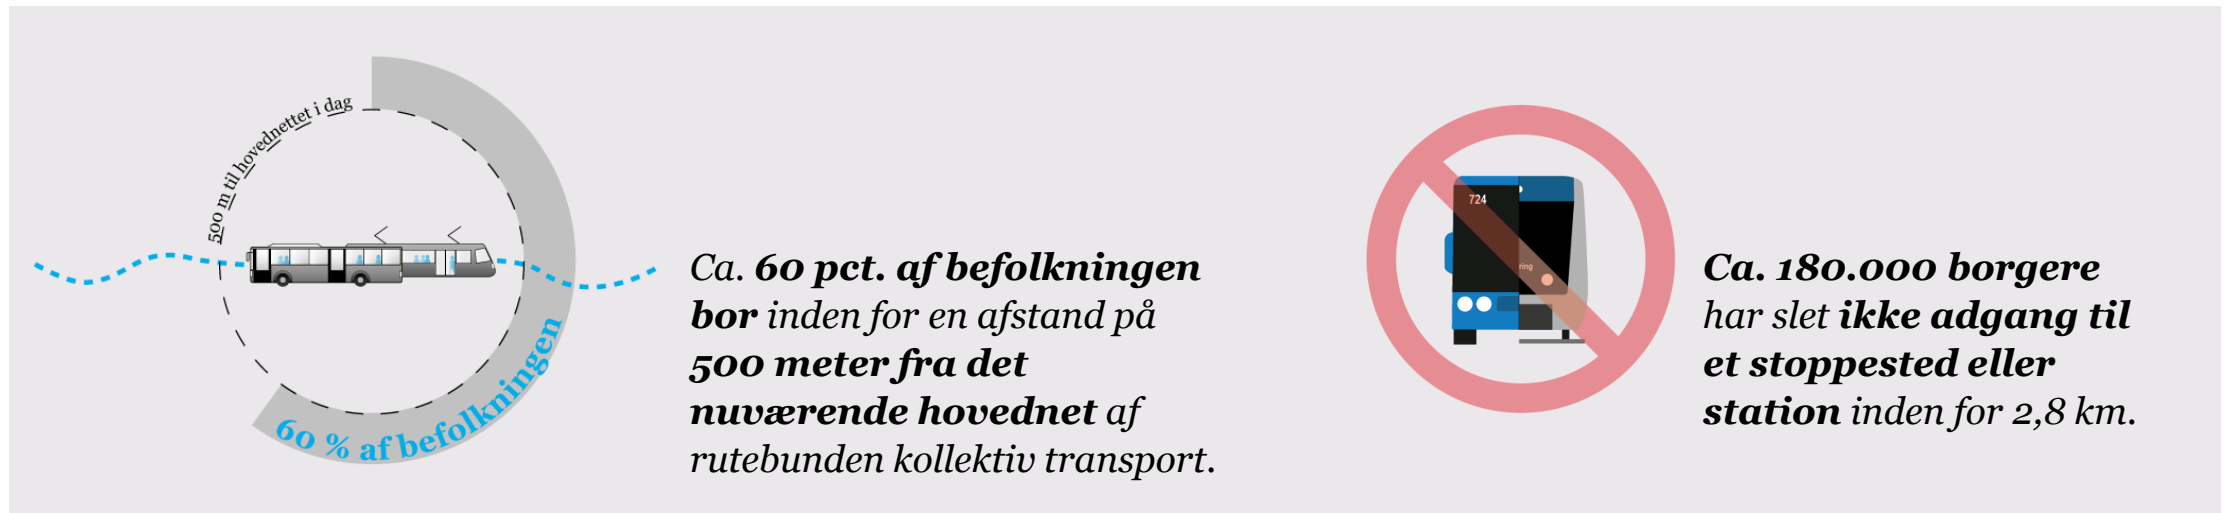 500 m til hovednettet i dag
60 % af befolkningen
Ca. 60 pct. af befolkningen
bor inden for en afstand på
500 meter fra det
nuværende hovednet af
rutebunden kollektiv transport.
724
ring
Ca. 180.000 borgere
har slet ikke adgang til
et stoppested eller
station inden for 2,8 km.